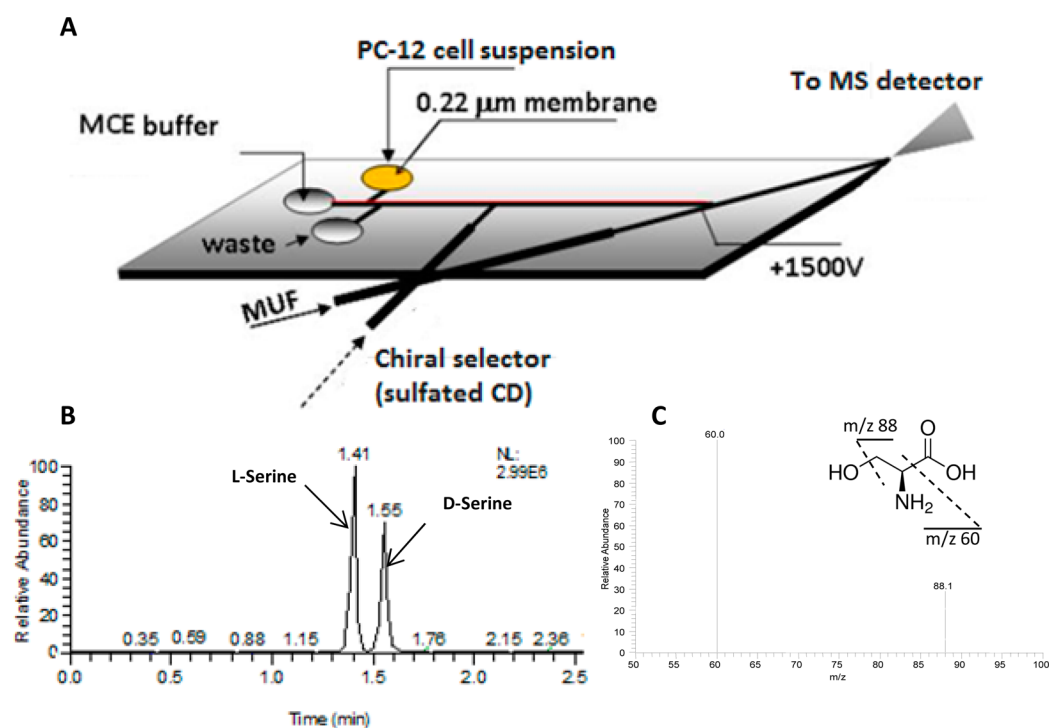 A
PC-12 cell suspension
0.22 μm membrane
To MS detector
MCE buffer
waste
+1500V
MUF
Chiral selector
(sulfated CD)
B
NL:
2.99E6
L-Serine
D-Serine
1.41
1.55
0.35
0.59
0.88
1.15
1.76
2.15
2.36
100
80
60
40
20
0
Relative Abundance
0.0
0.5
1.0
1.5
2.0
2.5
Time (min)
C
m/z 88
O
HO
OH
NH2
m/z 60
60.0
88.1
100
90
80
70
60
50
40
30
20
10
0
Relative Abundance
50
55
60
65
70
75
80
85
90
95
100
m/z